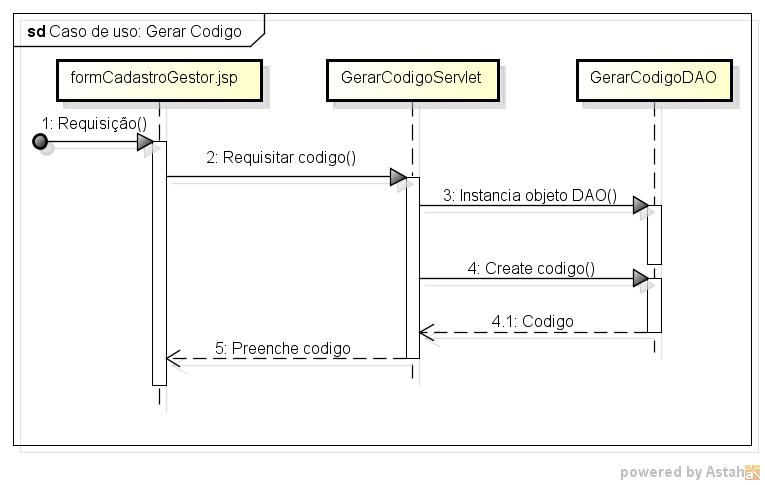 sd Caso de uso: Gerar Codigo
formCadastroGestor.jsp
GerarCodigoServlet
GerarCodigoDAO
1: Requisição()
2: Requisitar codigo()
3: Instancia objeto DAO()
4: Create codigo()
4.1: Codigo
5: Preenche codigo
powered by Astah